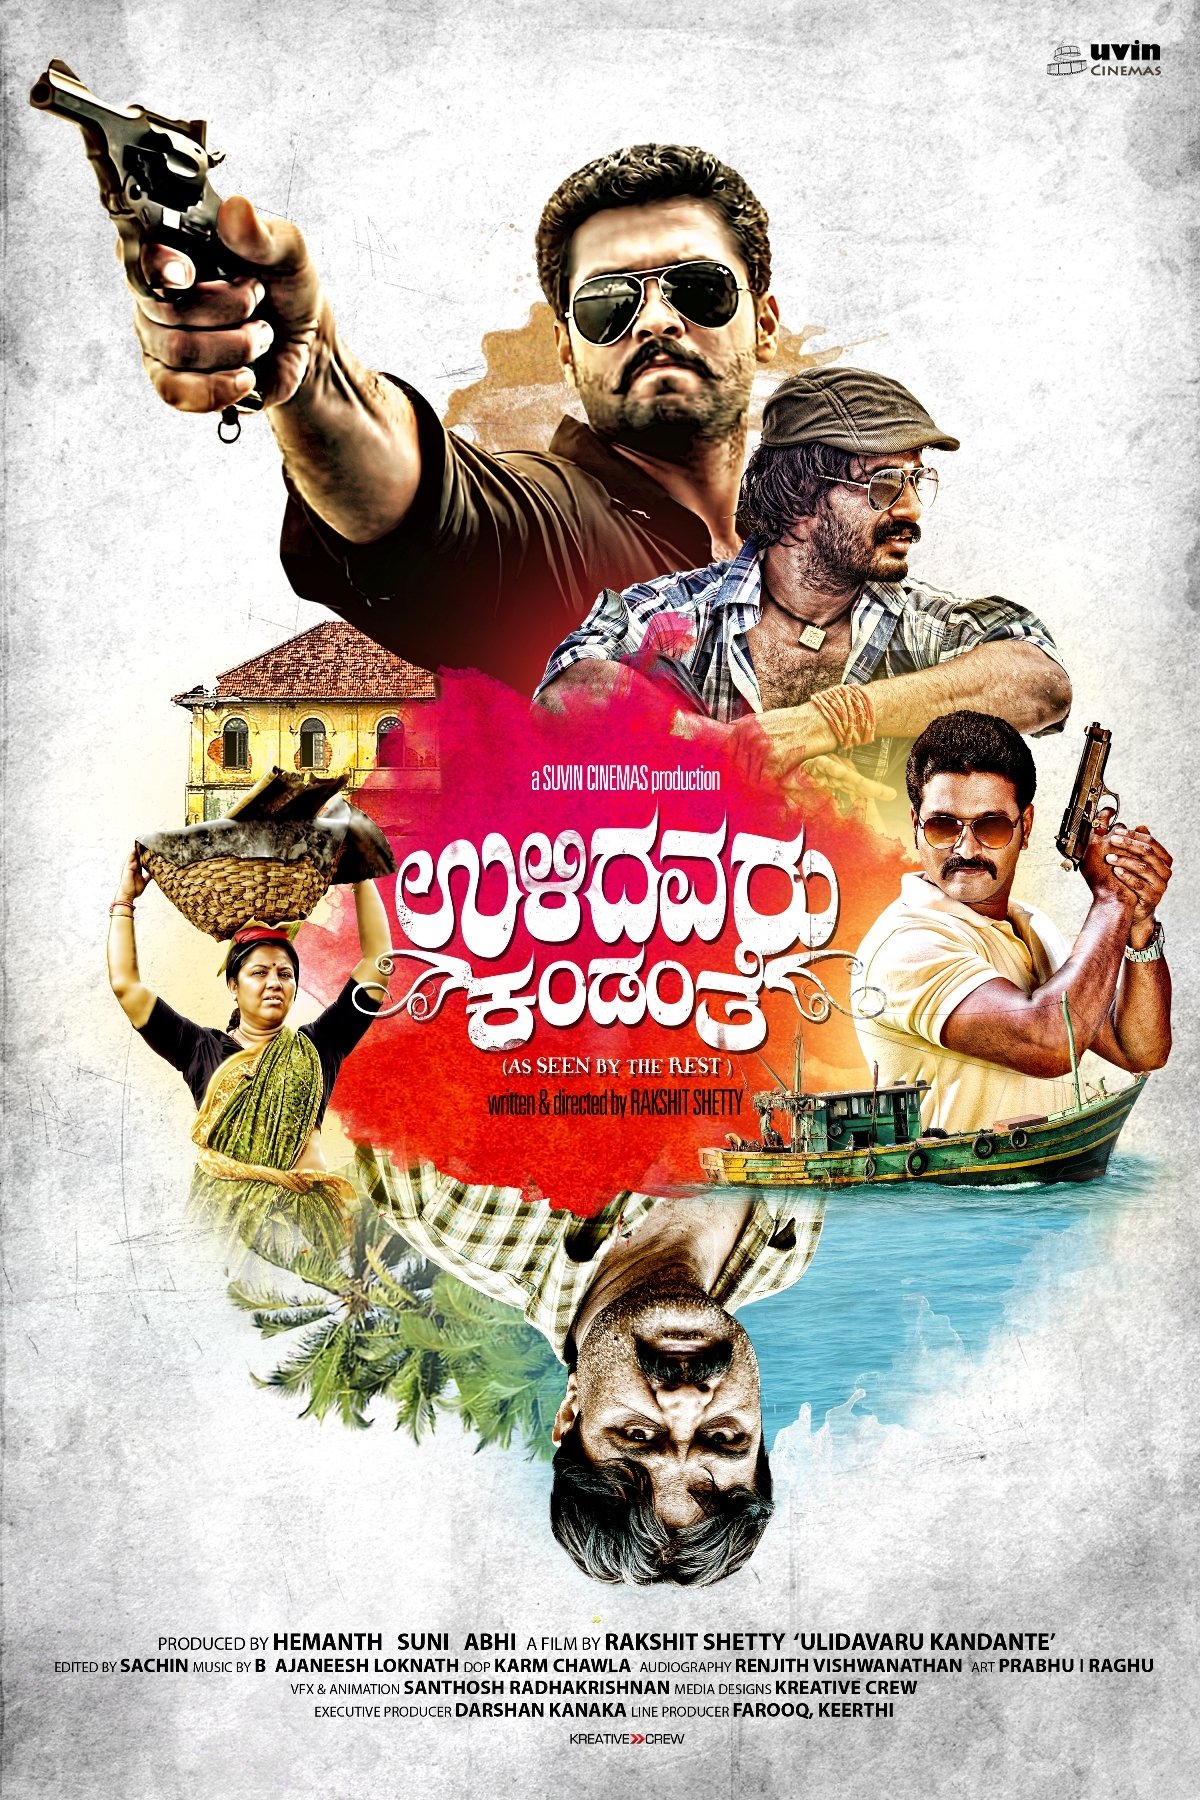 uvin
CINEMAS
a SUVIN CINEMAS production
ಉಳಿದವರು
ಕಂಡಂತೆ
(AS SEEN BY THE REST)
written & directed by RAKSHIT SHETTY
PRODUCED BY HEMANTH SUNI ABHI A FILM BY RAKSHIT SHETTY ‘ULIDAVARU KANDANTE’
EDITED BY SACHIN MUSIC BY B AJANEESH LOKNATH DOP KARM CHAWLA AUDIOGRAPHY RENJITH VISHWANATHAN ART PRABHU I RAGHU
VFX & ANIMATION SANTHOSH RADHAKRISHNAN MEDIA DESIGNS KREATIVE CREW
EXECUTIVE PRODUCER DARSHAN KANAKA LINE PRODUCER FAROOQ, KEERTHI
KREATIVE CREW